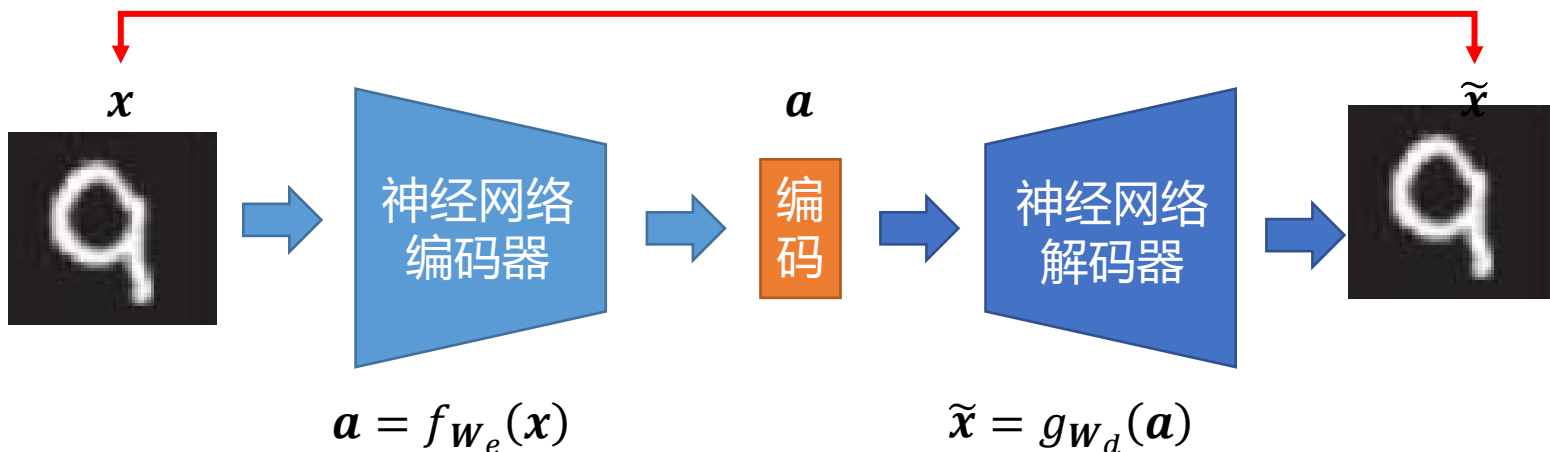 x
a
x̃
神经网络
编码器
编
码
神经网络
解码器
a = f_{W_e}(x)
x̃ = g_{W_d}(a)